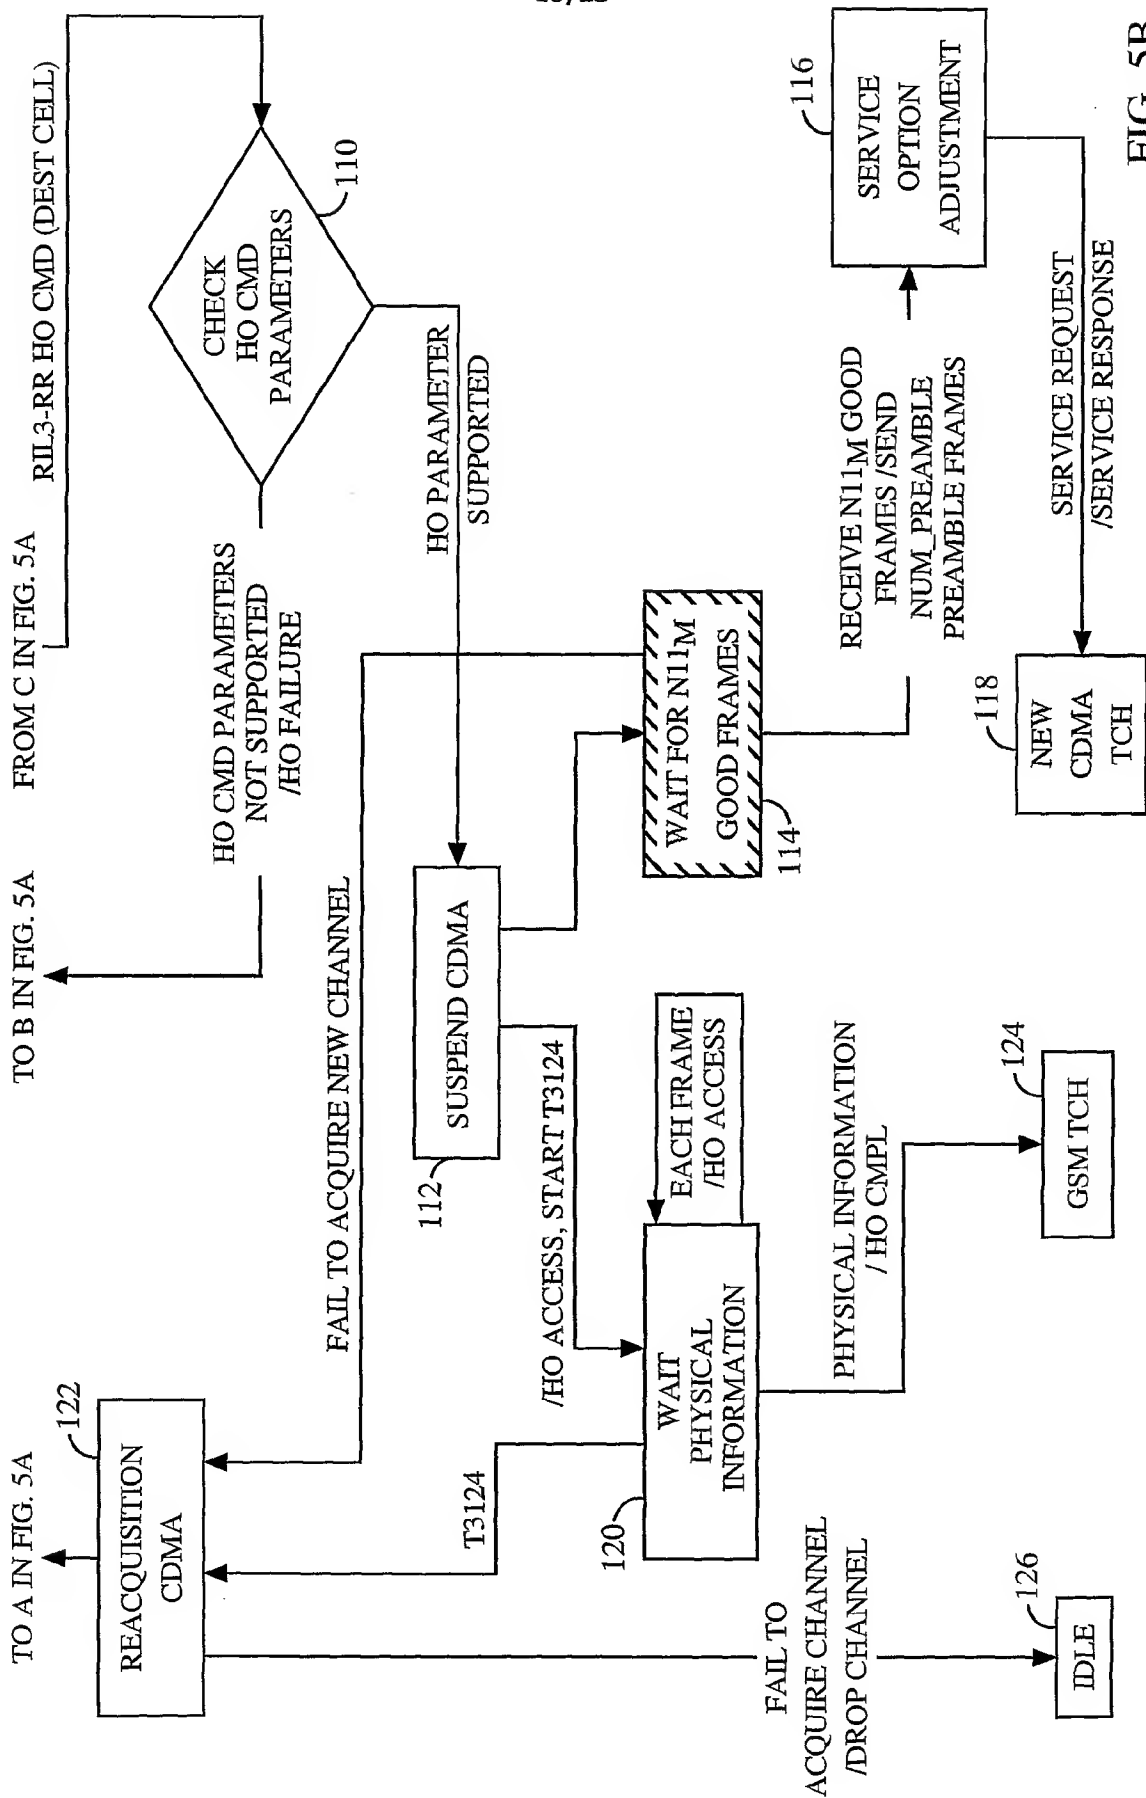 TO A IN FIG. 5A
TO B IN FIG. 5A
FROM C IN FIG. 5A
RIL3-RR HO CMD (DEST CELL)
REACQUISITION
CDMA
122
HO CMD PARAMETERS
NOT SUPPORTED
/HO FAILURE
CHECK
HO CMD
PARAMETERS
110
FAIL TO ACQUIRE NEW CHANNEL
HO PARAMETER
SUPPORTED
SUSPEND CDMA
112
T3124
/HO ACCESS, START T3124
WAIT
PHYSICAL
INFORMATION
120
EACH FRAME
/HO ACCESS
WAIT FOR N11M
GOOD FRAMES
114
FAIL TO
ACQUIRE CHANNEL
/DROP CHANNEL
PHYSICAL INFORMATION
/ HO CMPL
RECEIVE N11M GOOD
FRAMES /SEND
NUM_PREAMBLE
PREAMBLE FRAMES
SERVICE
OPTION
ADJUSTMENT
116
IDLE
126
GSM TCH
124
NEW
CDMA
TCH
118
SERVICE REQUEST
/SERVICE RESPONSE
FIG. 5B